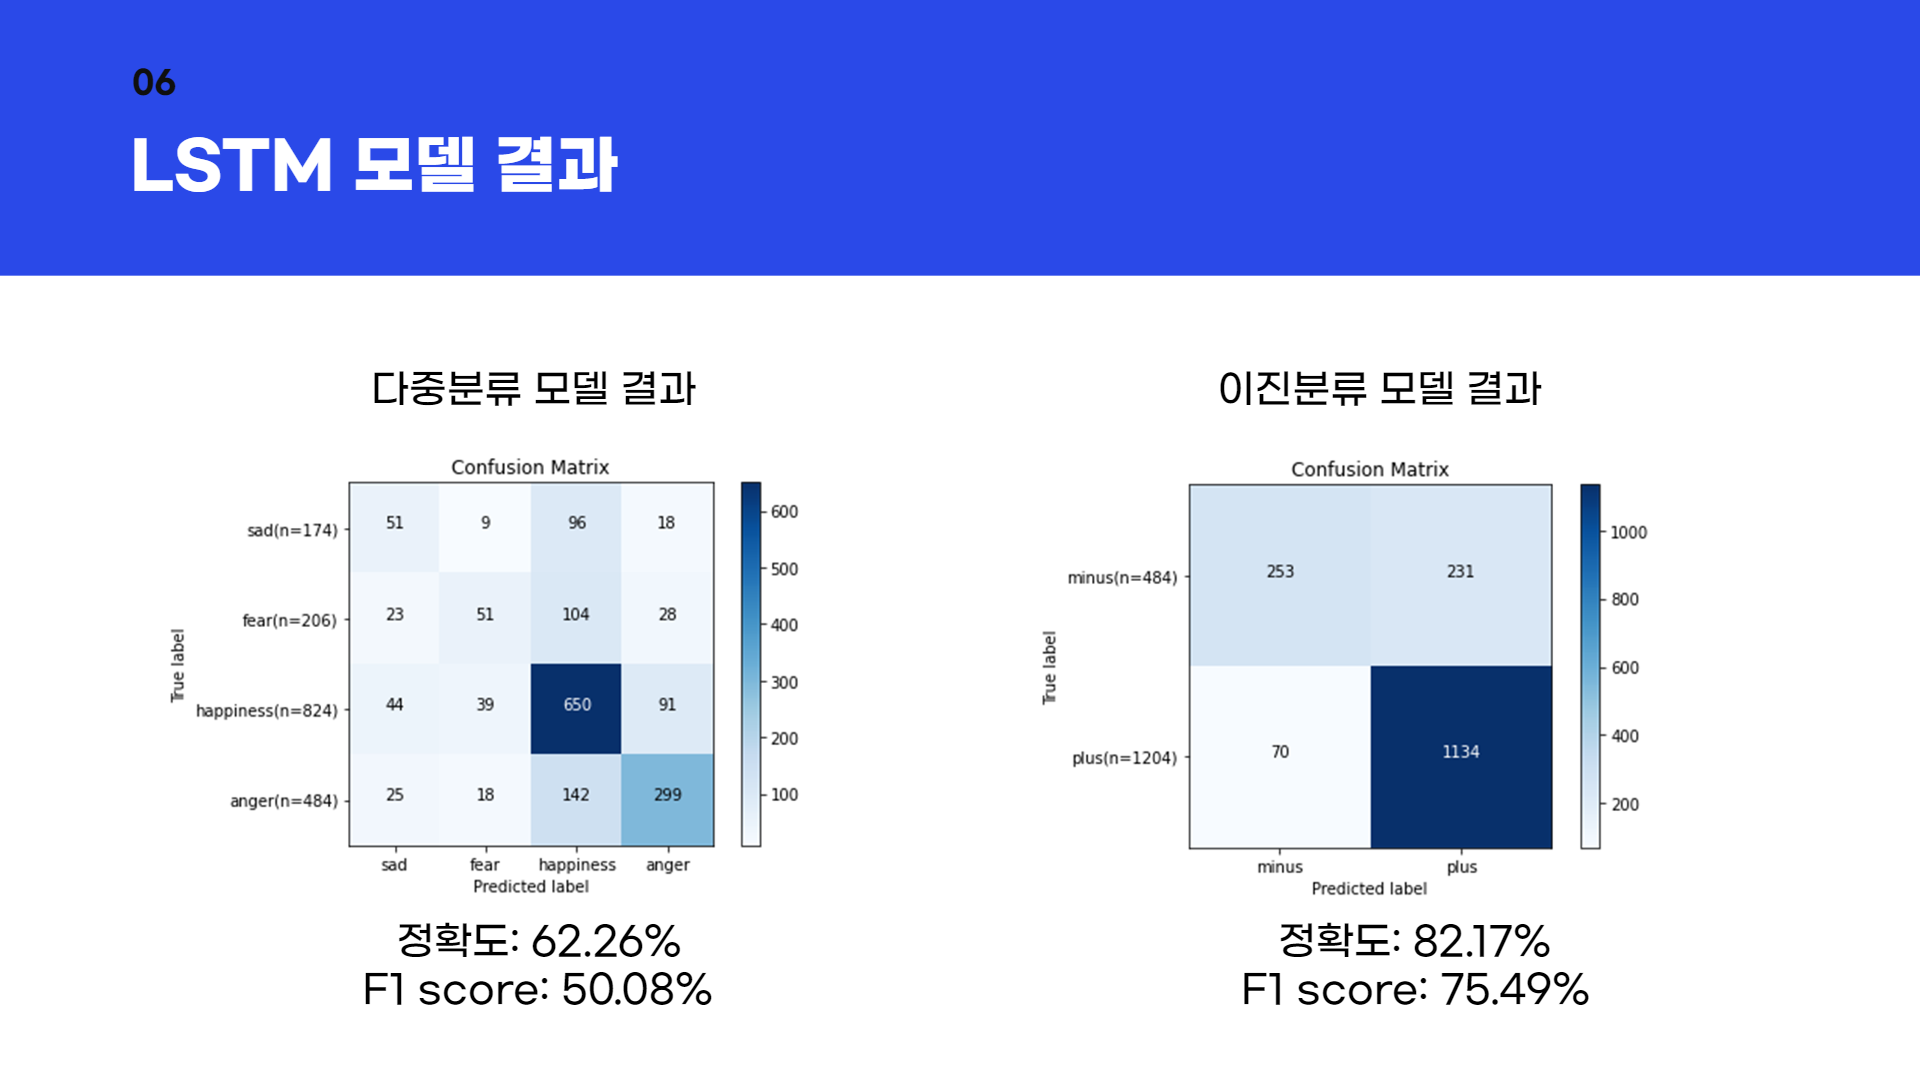 06
LSTM 모델 결과
다중분류 모델 결과
Confusion Matrix
sad(n=174) 51 9 96 18
fear(n=206) 23 51 104 28
happiness(n=824) 44 39 650 91
anger(n=484) 25 18 142 299
True label
sad fear happiness anger
Predicted label
600
500
400
300
200
100
정확도: 62.26%
F1 score: 50.08%
이진분류 모델 결과
Confusion Matrix
minus(n=484) 253 231
plus(n=1204) 70 1134
True label
minus plus
Predicted label
1000
800
600
400
200
정확도: 82.17%
F1 score: 75.49%